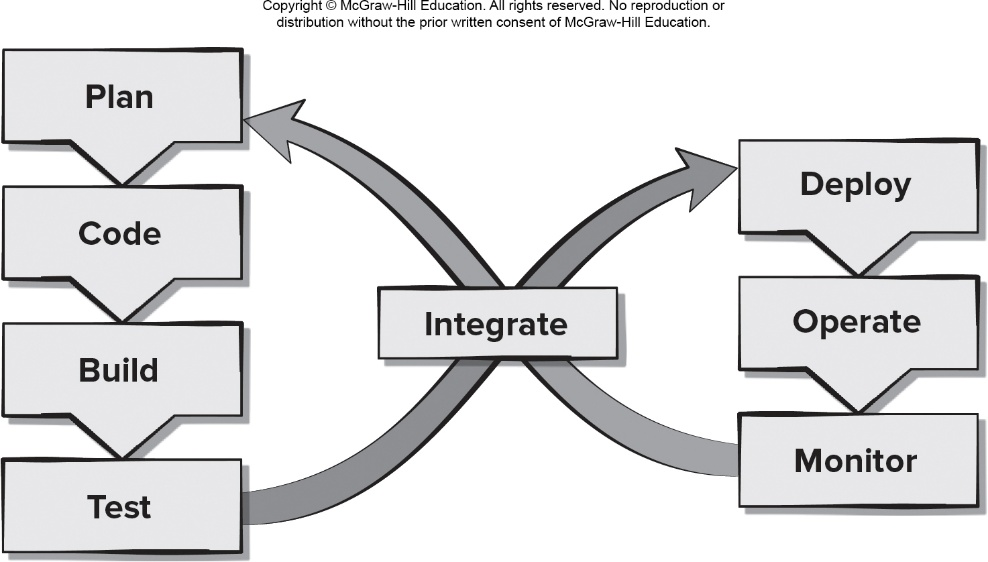 Copyright © McGraw-Hill Education. All rights reserved. No reproduction or
distribution without the prior written consent of McGraw-Hill Education.
Plan
Code
Build
Test
Integrate
Deploy
Operate
Monitor